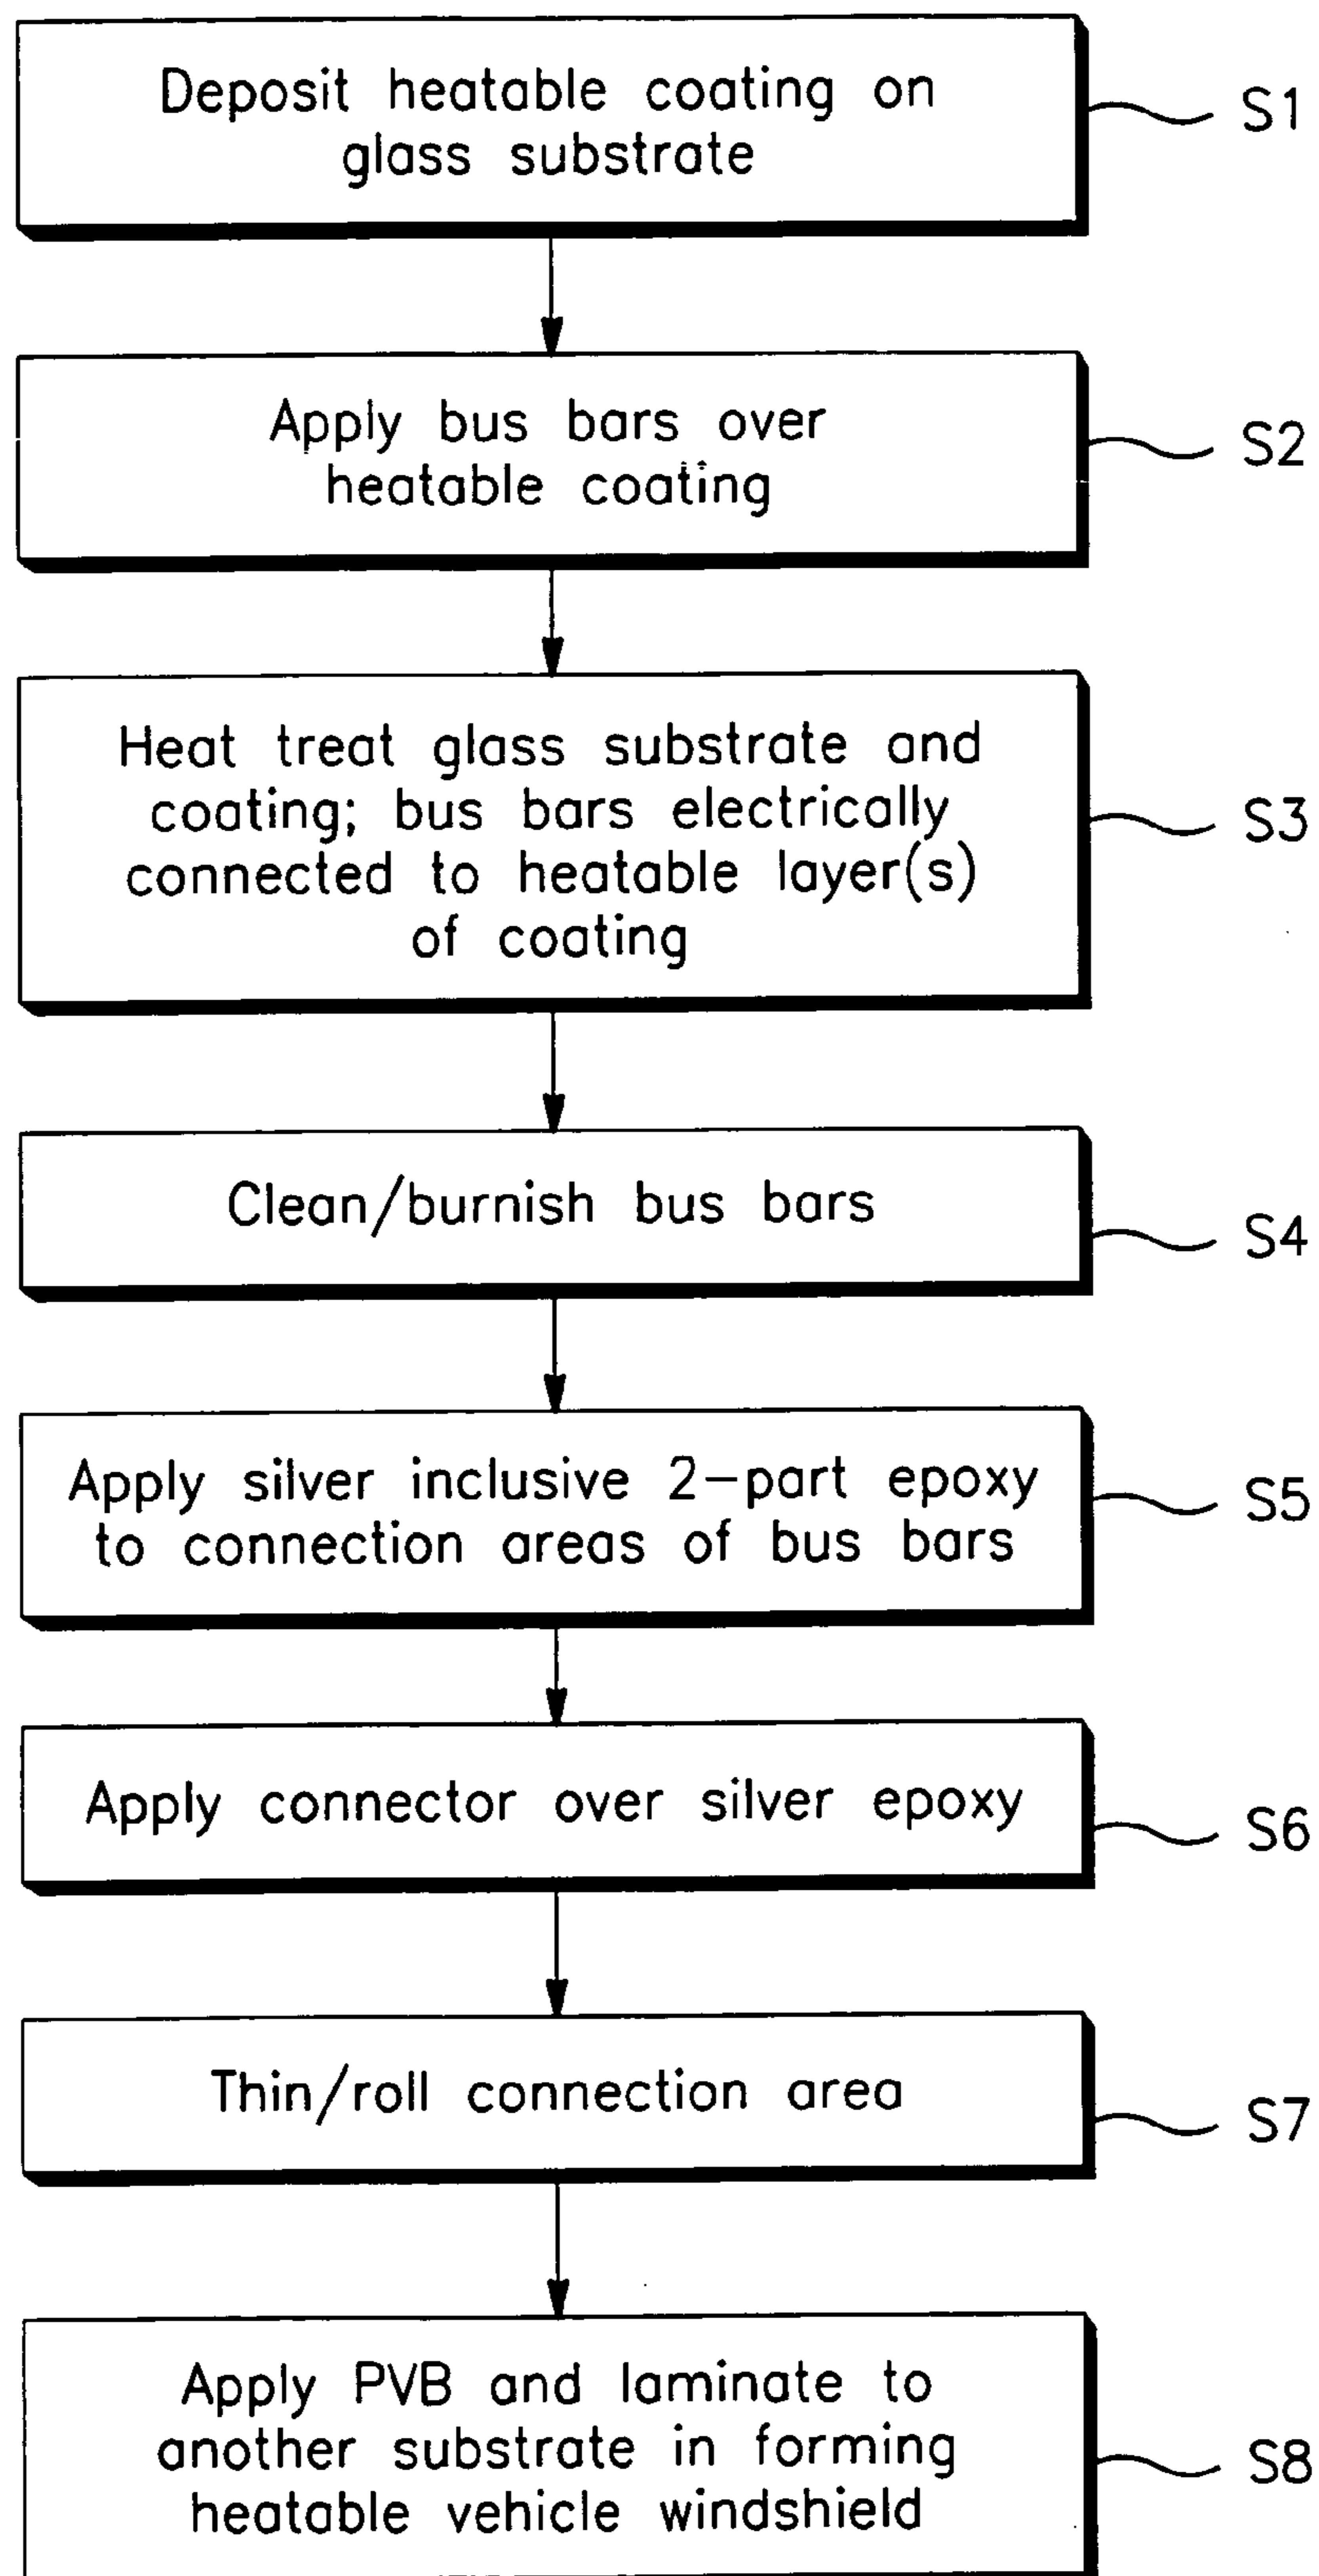 Deposit heatable coating on
glass substrate
S1
Apply bus bars over
heatable coating
S2
Heat treat glass substrate and
coating; bus bars electrically
connected to heatable layer(s)
of coating
S3
Clean/burnish bus bars
S4
Apply silver inclusive 2-part epoxy
to connection areas of bus bars
S5
Apply connector over silver epoxy
S6
Thin/roll connection area
S7
Apply PVB and laminate to
another substrate in forming
heatable vehicle windshield
S8